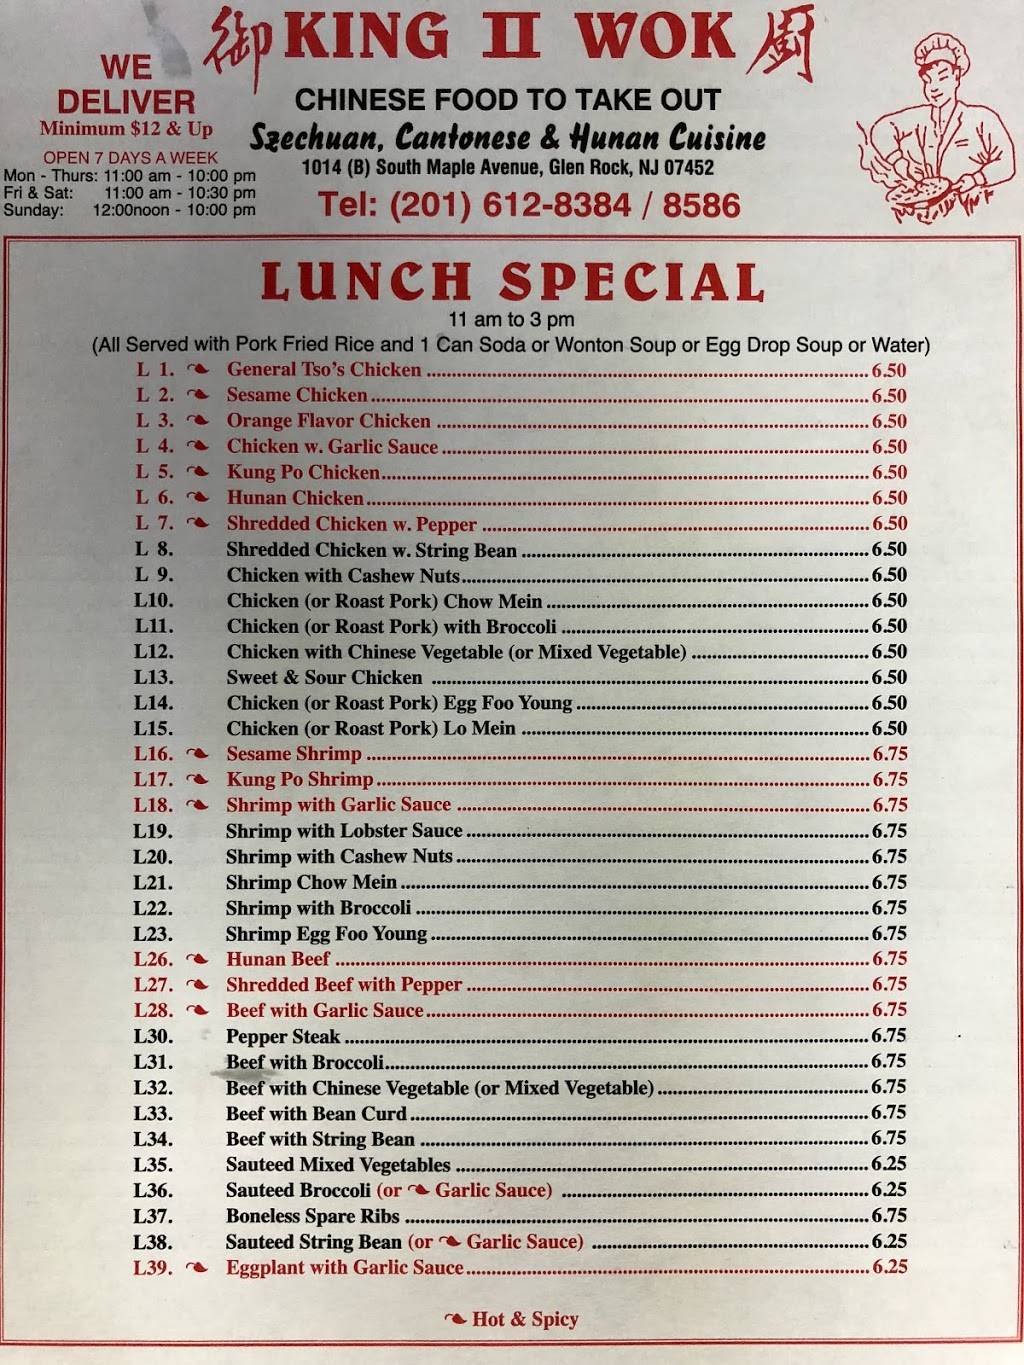 御 KING II WOK 厨
WE
DELIVER
Minimum $12 & Up
OPEN 7 DAYS A WEEK
Mon - Thurs: 11:00 am - 10:00 pm
Fri & Sat: 11:00 am - 10:30 pm
Sunday: 12:00noon - 10:00 pm
CHINESE FOOD TO TAKE OUT
Szechuan, Cantonese & Hunan Cuisine
1014 (B) South Maple Avenue, Glen Rock, NJ 07452
Tel: (201) 612-8384 / 8586
LUNCH SPECIAL
11 am to 3 pm
(All Served with Pork Fried Rice and 1 Can Soda or Wonton Soup or Egg Drop Soup or Water)
L 1. General Tso's Chicken 6.50
L 2. Sesame Chicken 6.50
L 3. Orange Flavor Chicken 6.50
L 4. Chicken w. Garlic Sauce 6.50
L 5. Kung Po Chicken 6.50
L 6. Hunan Chicken 6.50
L 7. Shredded Chicken w. Pepper 6.50
L 8. Shredded Chicken w. String Bean 6.50
L 9. Chicken with Cashew Nuts 6.50
L10. Chicken (or Roast Pork) Chow Mein 6.50
L11. Chicken (or Roast Pork) with Broccoli 6.50
L12. Chicken with Chinese Vegetable (or Mixed Vegetable) 6.50
L13. Sweet & Sour Chicken 6.50
L14. Chicken (or Roast Pork) Egg Foo Young 6.50
L15. Chicken (or Roast Pork) Lo Mein 6.50
L16. Sesame Shrimp 6.75
L17. Kung Po Shrimp 6.75
L18. Shrimp with Garlic Sauce 6.75
L19. Shrimp with Lobster Sauce 6.75
L20. Shrimp with Cashew Nuts 6.75
L21. Shrimp Chow Mein 6.75
L22. Shrimp with Broccoli 6.75
L23. Shrimp Egg Foo Young 6.75
L26. Hunan Beef 6.75
L27. Shredded Beef with Pepper 6.75
L28. Beef with Garlic Sauce 6.75
L30. Pepper Steak 6.75
L31. Beef with Broccoli 6.75
L32. Beef with Chinese Vegetable (or Mixed Vegetable) 6.75
L33. Beef with Bean Curd 6.75
L34. Beef with String Bean 6.75
L35. Sauteed Mixed Vegetables 6.25
L36. Sauteed Broccoli (or Garlic Sauce) 6.25
L37. Boneless Spare Ribs 6.75
L38. Sauteed String Bean (or Garlic Sauce) 6.25
L39. Eggplant with Garlic Sauce 6.25
Hot & Spicy